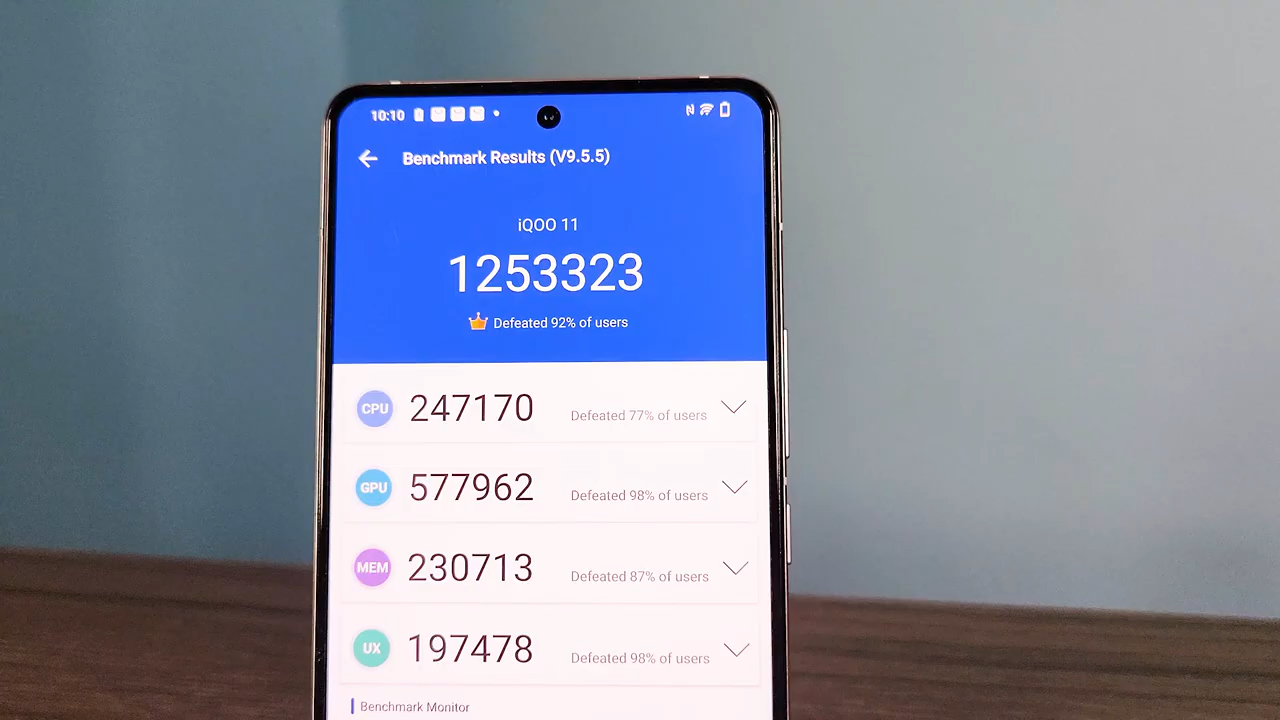 10:10
Benchmark Results (V9.5.5)
iQOO 11
1253323
Defeated 92% of users
CPU 247170 Defeated 77% of users
GPU 577962 Defeated 98% of users
MEM 230713 Defeated 87% of users
UX 197478 Defeated 98% of users
Benchmark Monitor